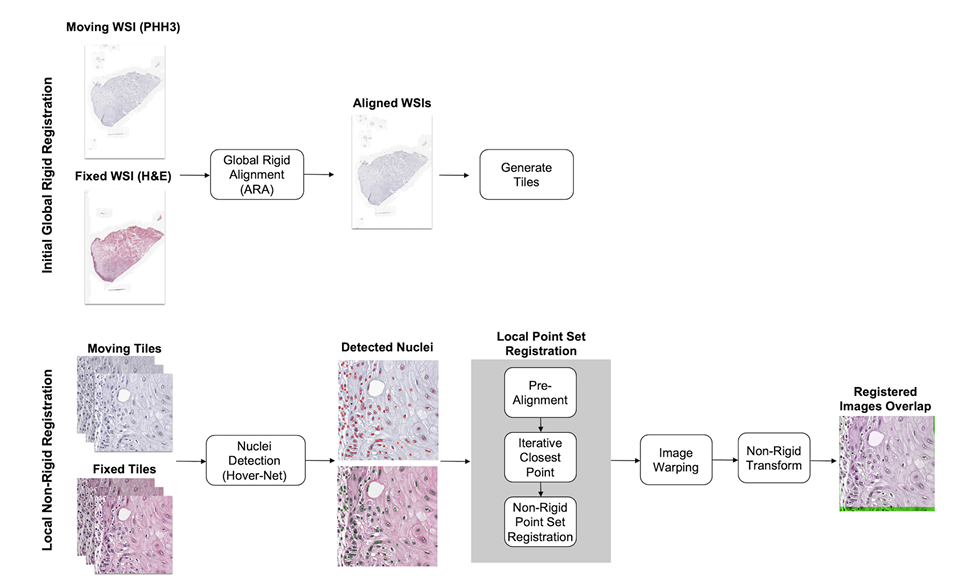 Initial Global Rigid Registration
Moving WSI (PHH3)
Fixed WSI (H&E)
Global Rigid
Alignment
(ARA)
Aligned WSIs
Generate
Tiles
Local Non-Rigid Registration
Moving Tiles
Fixed Tiles
Nuclei
Detection
(Hover-Net)
Detected Nuclei
Local Point Set
Registration
Pre-
Alignment
Iterative
Closest
Point
Non-Rigid
Point Set
Registration
Image
Warping
Non-Rigid
Transform
Registered
Images Overlap